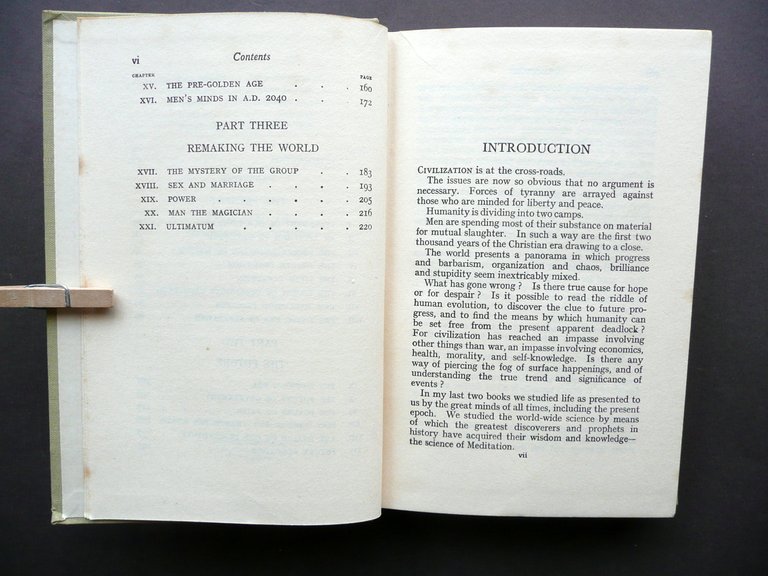 vi Contents
CHAPTER PAGE
XV. THE PRE-GOLDEN AGE . . . 160
XVI. MEN'S MINDS IN A.D. 2040 . . . 172
PART THREE
REMAKING THE WORLD
XVII. THE MYSTERY OF THE GROUP . . . 183
XVIII. SEX AND MARRIAGE . . . . 193
XIX. POWER . . . . . . 205
XX. MAN THE MAGICIAN . . . . 216
XXI. ULTIMATUM . . . . . 220
INTRODUCTION
CIVILIZATION is at the cross-roads.
The issues are now so obvious that no argument is
necessary. Forces of tyranny are arrayed against
those who are minded for liberty and peace.
Humanity is dividing into two camps.
Men are spending most of their substance on material
for mutual slaughter. In such a way are the first two
thousand years of the Christian era drawing to a close.
The world presents a panorama in which progress
and barbarism, organization and chaos, brilliance
and stupidity seem inextricably mixed.
What has gone wrong? Is there true cause for hope
or for despair? Is it possible to read the riddle of
human evolution, to discover the clue to future pro-
gress, and to find the means by which humanity can
be set free from the present apparent deadlock?
For civilization has reached an impasse involving
other things than war, an impasse involving economics,
health, morality, and self-knowledge. Is there any
way of piercing the fog of surface happenings, and of
understanding the true trend and significance of
events?
In my last two books we studied life as presented to
us by the great minds of all times, including the present
epoch. We studied the world-wide science by means
of which the greatest discoverers and prophets in
history have acquired their wisdom and knowledge—
the science of Meditation.
vii